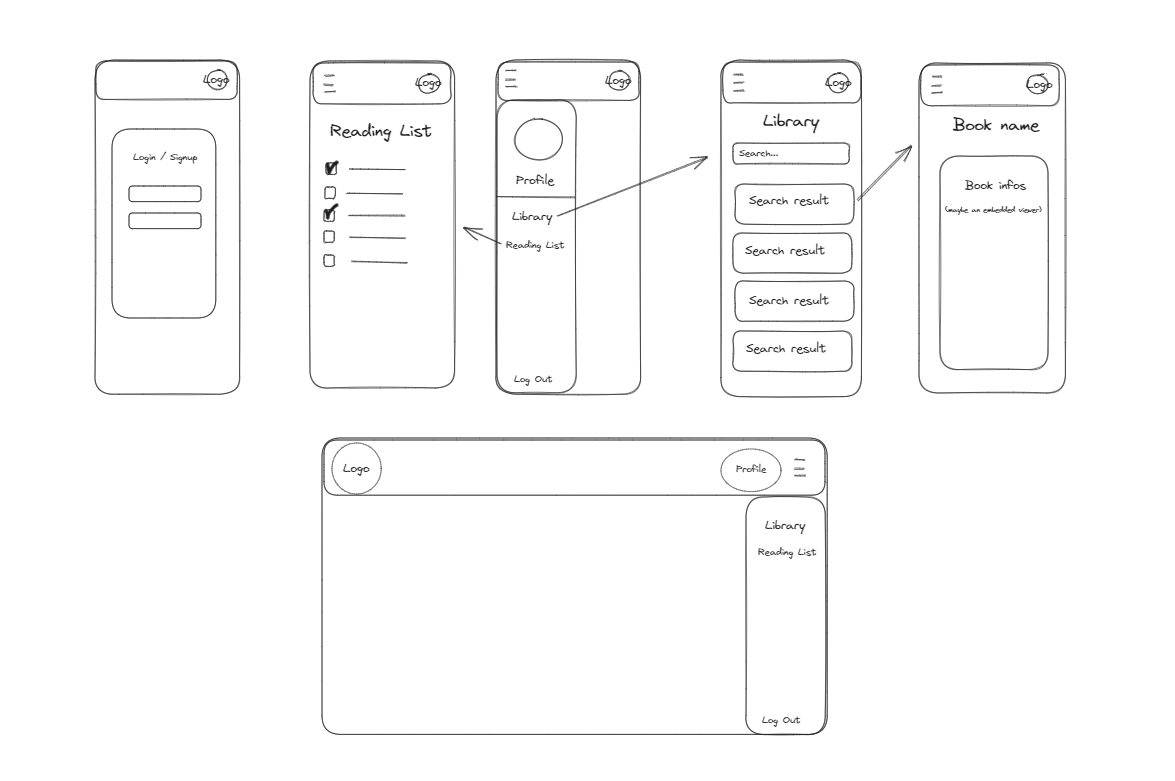 Logo
Login / Signup
Logo
Reading List
Logo
Profile
Library
Reading List
Log Out
Logo
Library
Search...
Search result
Search result
Search result
Search result
Logo
Book name
Book infos
(maybe an embedded viewer)
Logo
Profile
Library
Reading List
Log Out